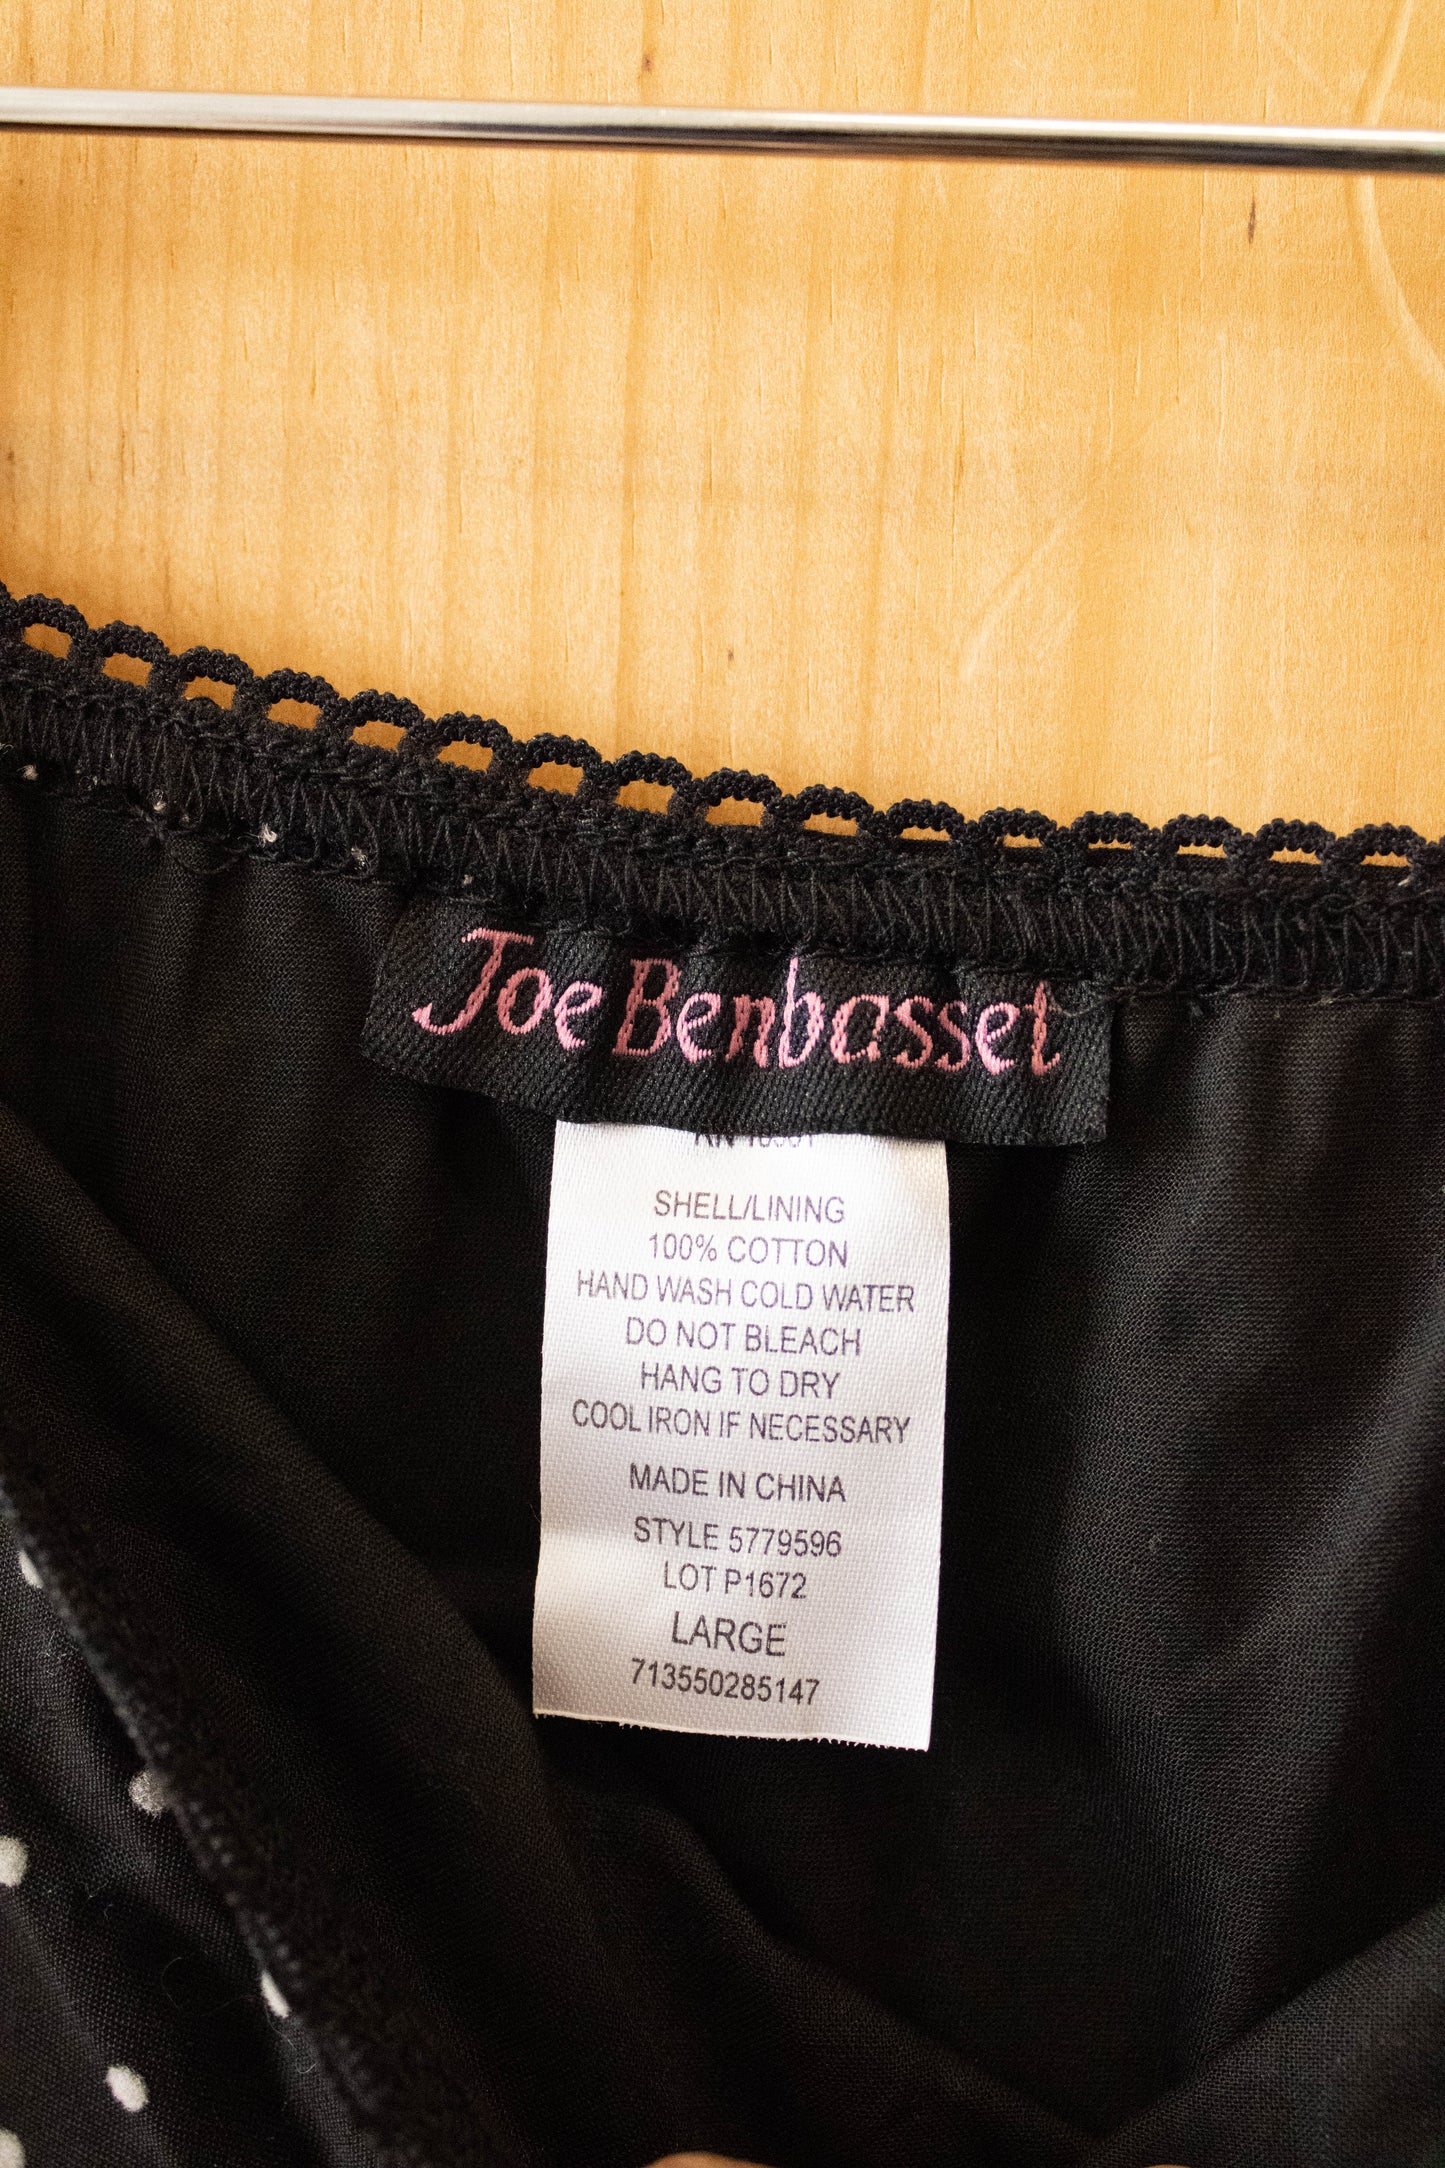 Joe Benbasset
SHELL/LINING
100% COTTON
HAND WASH COLD WATER
DO NOT BLEACH
HANG TO DRY
COOL IRON IF NECESSARY
MADE IN CHINA
STYLE 5779596
LOT P1672
LARGE
713550285147